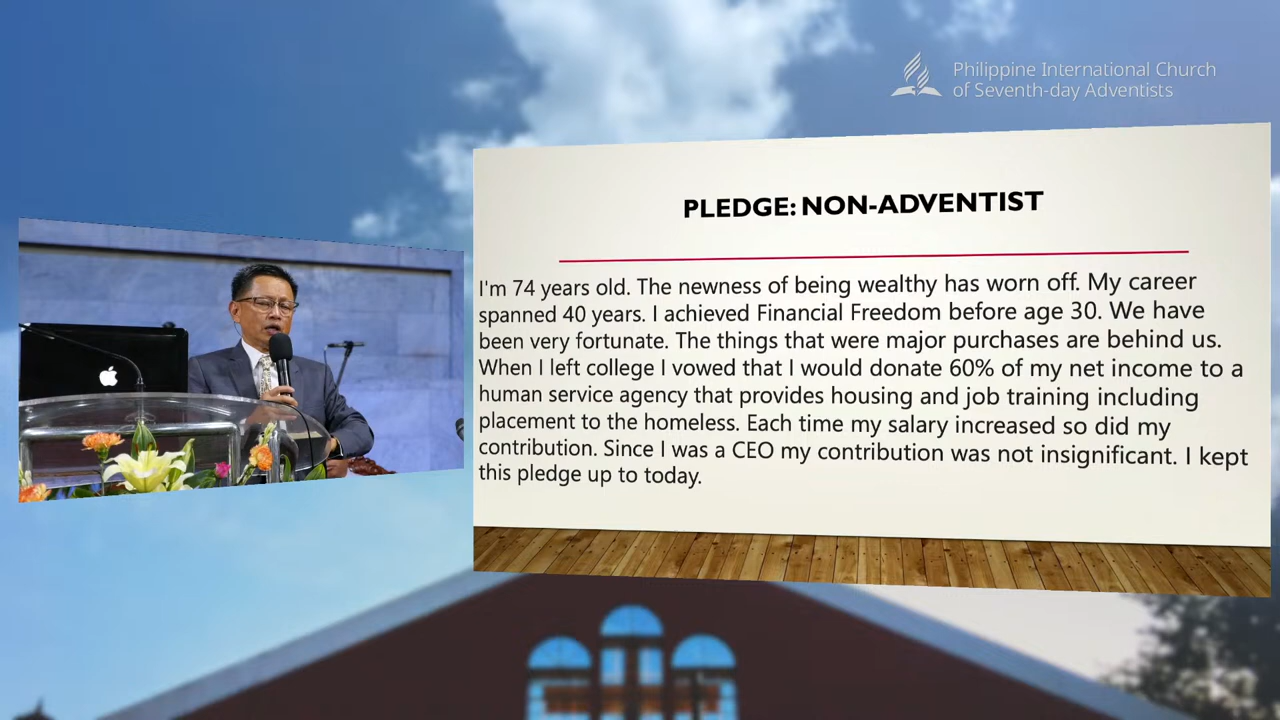 Philippine International Church
of Seventh-day Adventists
PLEDGE: NON-ADVENTIST
I'm 74 years old. The newness of being wealthy has worn off. My career
spanned 40 years. I achieved Financial Freedom before age 30. We have
been very fortunate. The things that were major purchases are behind us.
When I left college I vowed that I would donate 60% of my net income to a
human service agency that provides housing and job training including
placement to the homeless. Each time my salary increased so did my
contribution. Since I was a CEO my contribution was not insignificant. I kept
this pledge up to today.